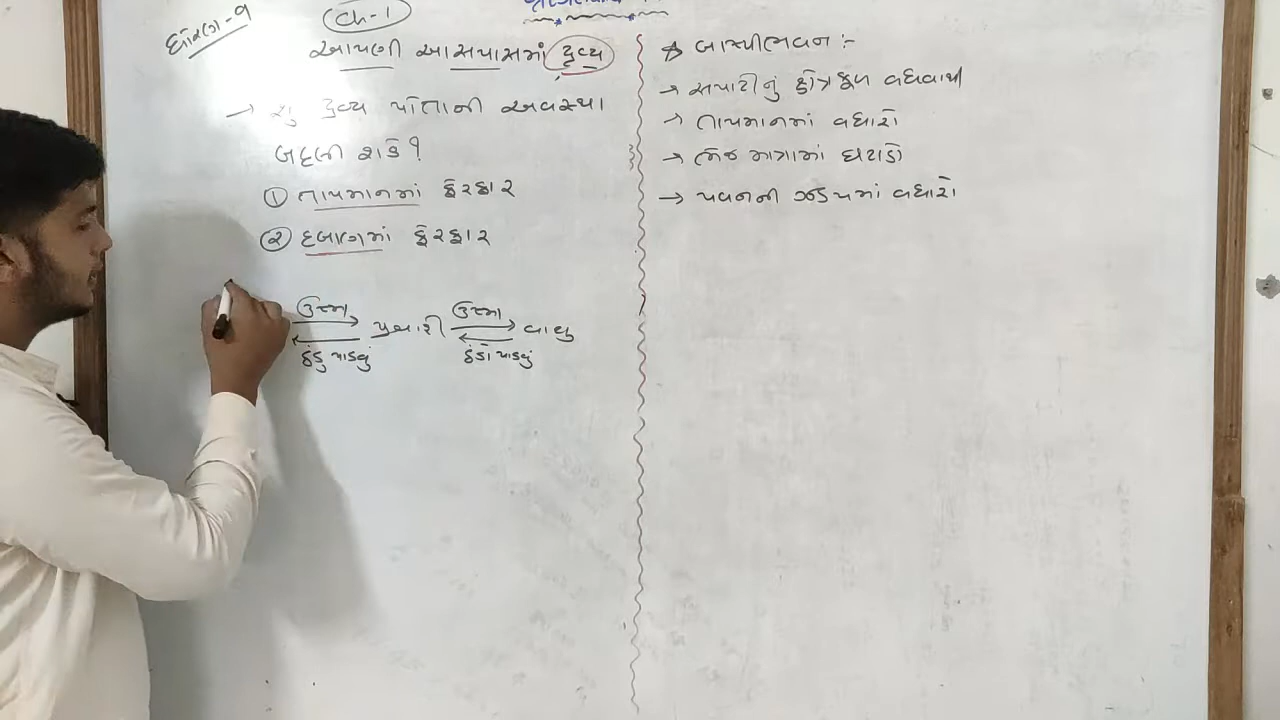 ધોરણ-૧
Ch-1
આપણી આસપાસમાં દ્રવ્ય
→ શું દ્રવ્ય પોતાની અવસ્થા
બદલી શકે?
① તાપમાનમાં ફેરફાર
② દબાણમાં ફેરફાર
ઉષ્મા ઉષ્મા
પ્રવાહી વાયુ
ઠંડુ પાડવું ઠંડો પાડવું
☆ બાષ્પીભવન :-
→ સપાટીનું ક્ષેત્રફળ વધવાથી
→ તાપમાનમાં વધારો
→ ભેજ માત્રામાં ઘટાડો
→ પવનની ઝડપમાં વધારો